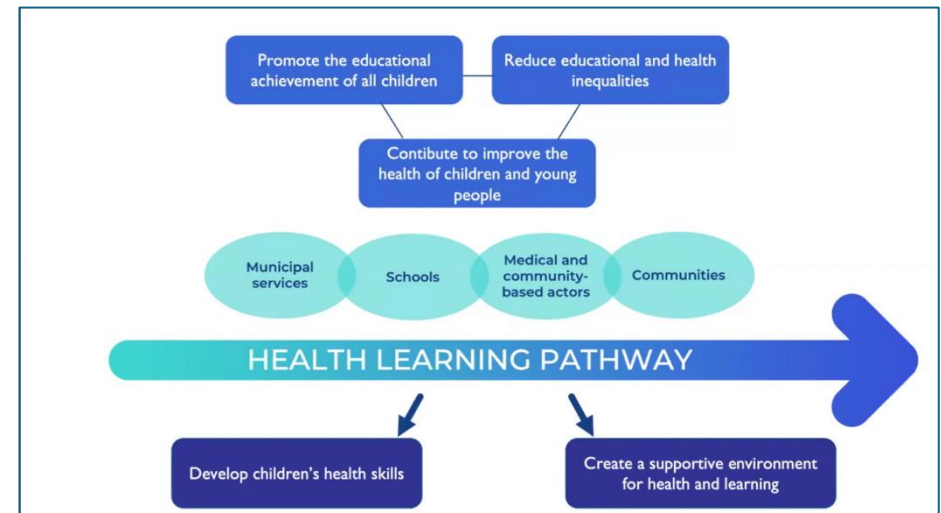 Promote the educational
achievement of all children
Reduce educational and health
inequalities
Contibute to improve the
health of children and young
people
Municipal
services
Schools
Medical and
community-
based actors
Communities
HEALTH LEARNING PATHWAY
Develop children's health skills
Create a supportive environment
for health and learning